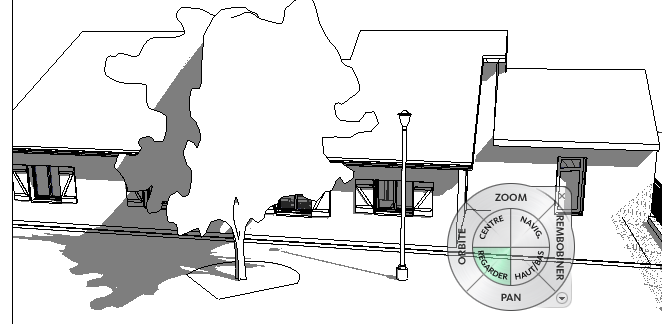 ZOOM
CENTRE
NAVIG.
ORBITE
REMBOBINER
REGARDER
HAUT/BAS
PAN